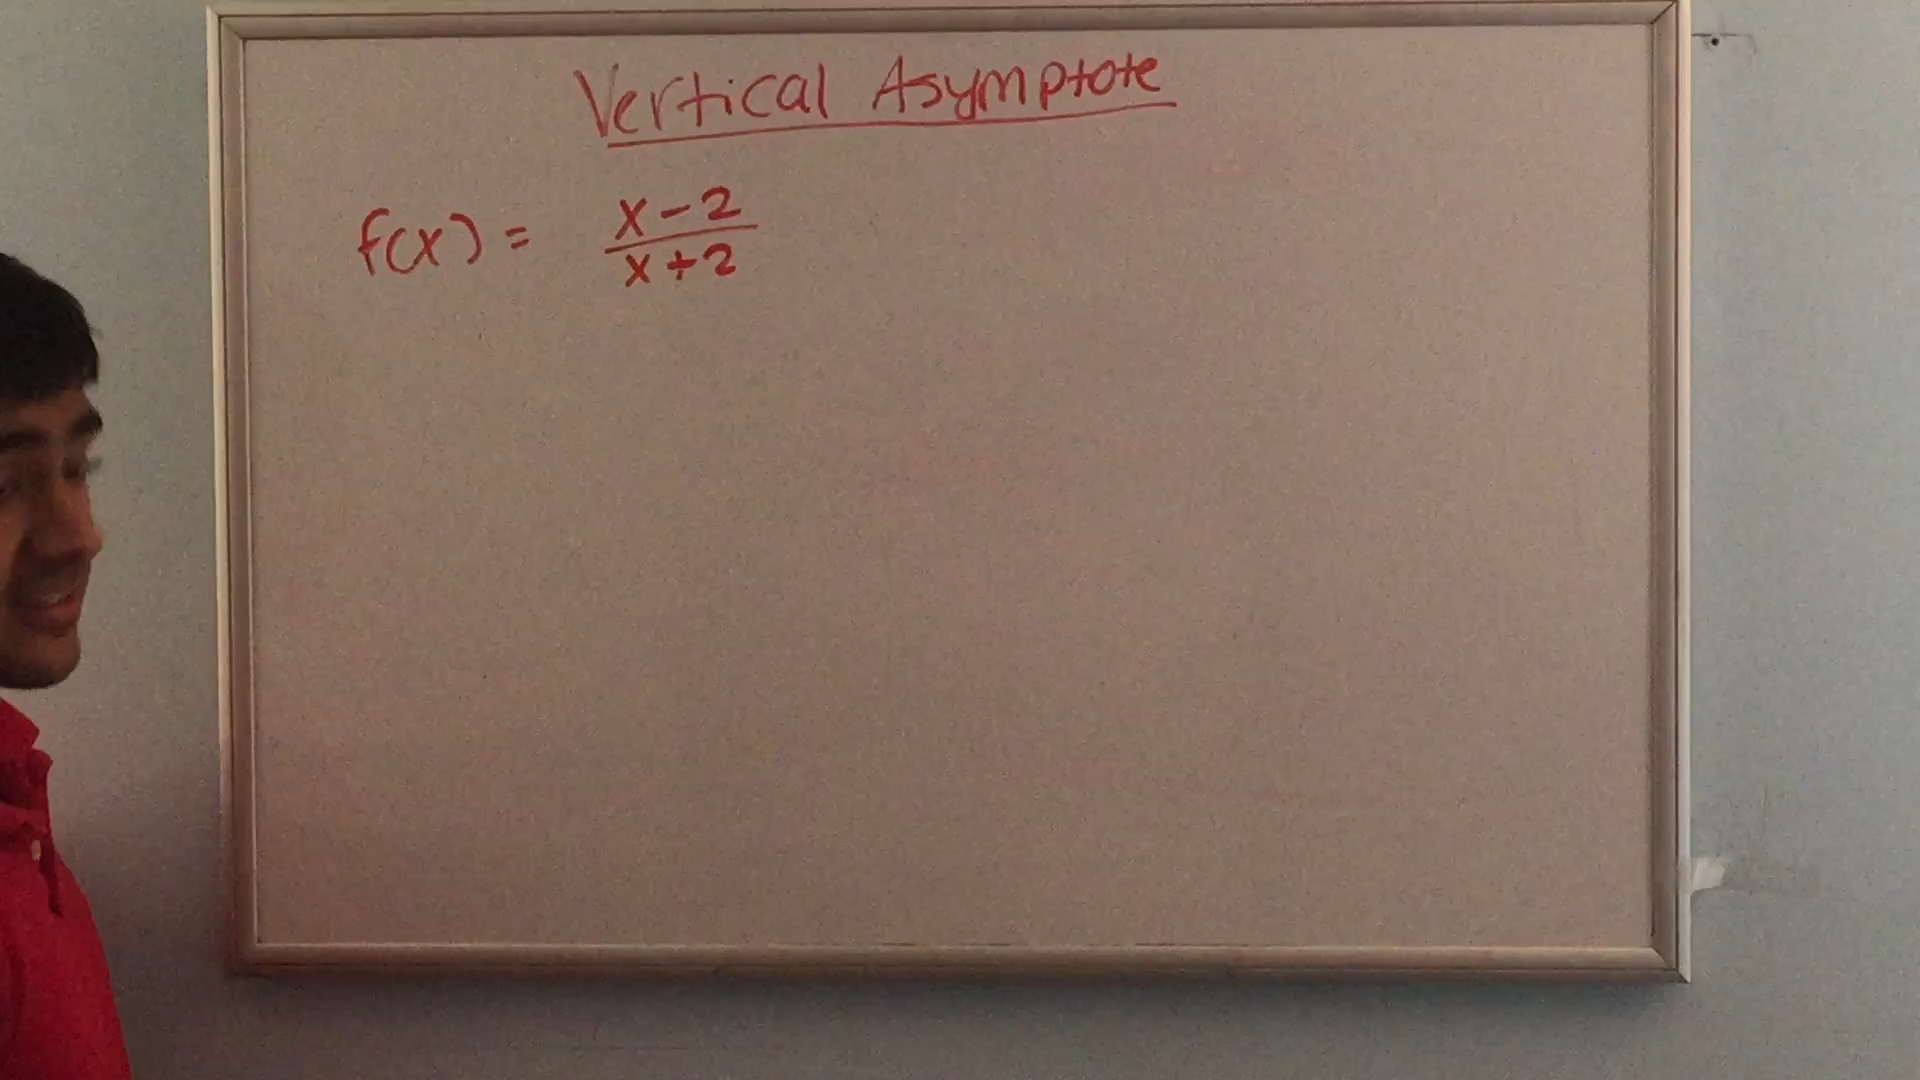 Vertical Asymptote
f(x) = x-2
x+2